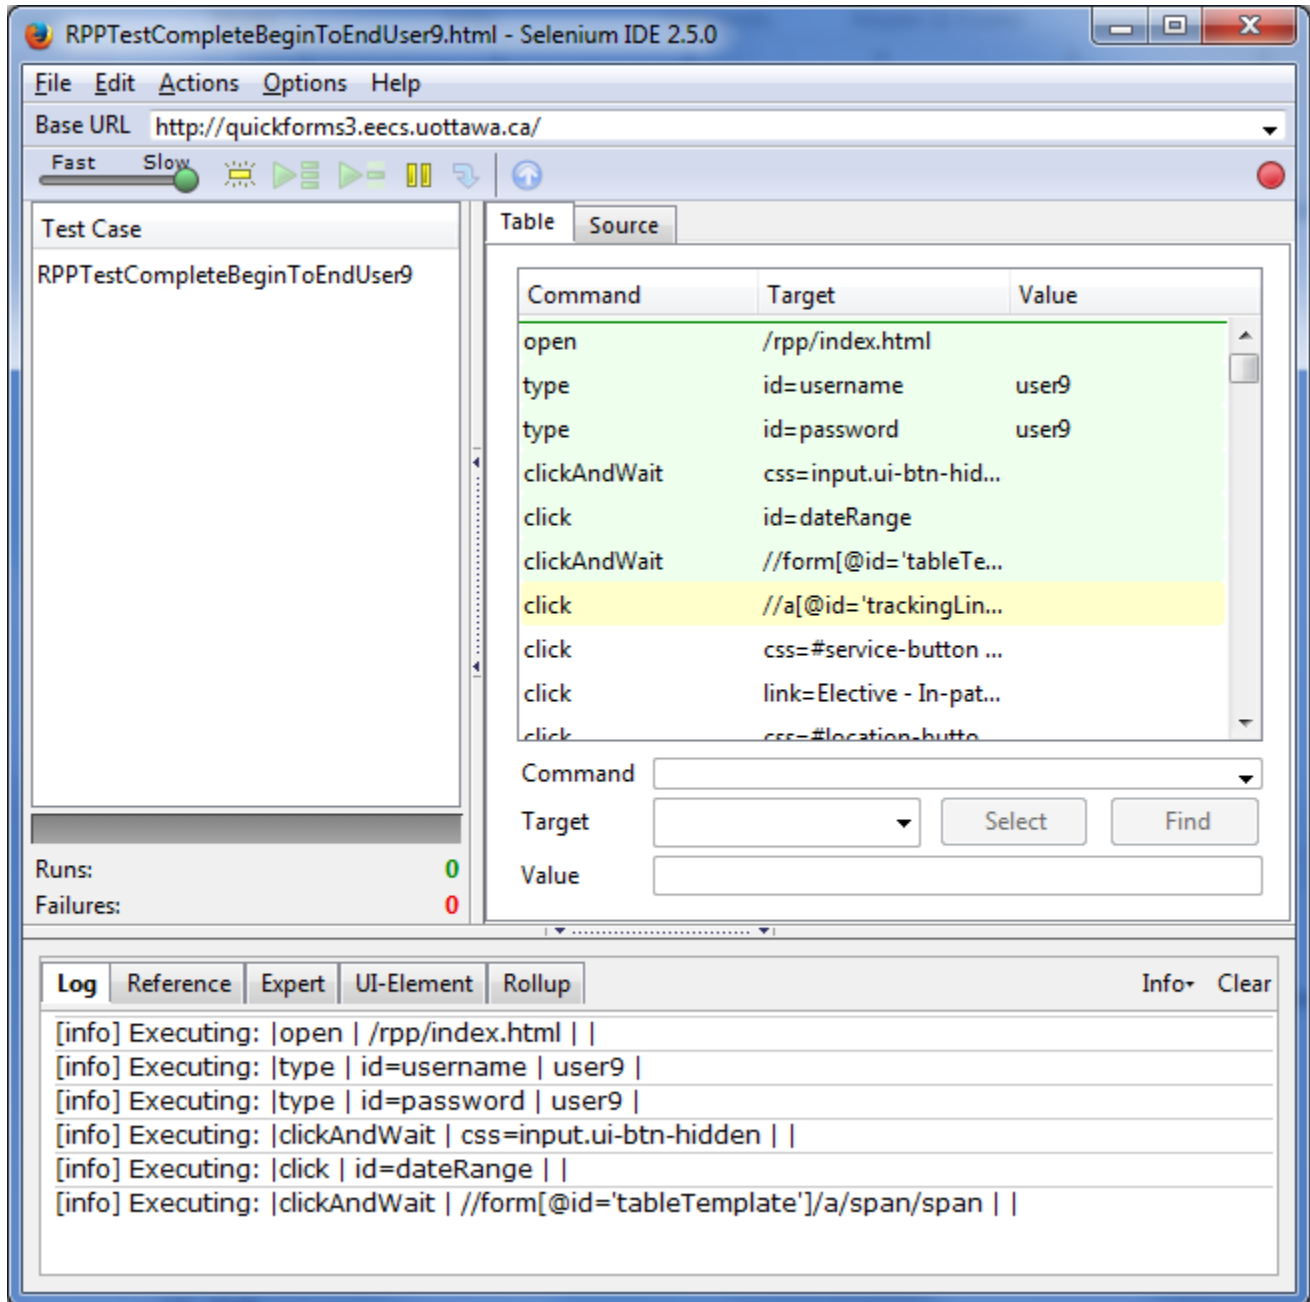 RPPTestCompleteBeginToEndUser9.html - Selenium IDE 2.5.0
File Edit Actions Options Help
Base URL http://quickforms3.eecs.uottawa.ca/
Fast Slow
Test Case
RPPTestCompleteBeginToEndUser9
Runs: 0
Failures: 0
Table Source
Command Target Value
open /rpp/index.html
type id=username user9
type id=password user9
clickAndWait css=input.ui-btn-hid...
click id=dateRange
clickAndWait //form[@id='tableTe...
click //a[@id='trackingLin...
click css=#service-button ...
click link=Elective - In-pat...
click css=#location-butto
Command
Target Select Find
Value
Log Reference Expert UI-Element Rollup Info Clear
[info] Executing: |open | /rpp/index.html | |
[info] Executing: |type | id=username | user9 |
[info] Executing: |type | id=password | user9 |
[info] Executing: |clickAndWait | css=input.ui-btn-hidden | |
[info] Executing: |click | id=dateRange | |
[info] Executing: |clickAndWait | //form[@id='tableTemplate']/a/span/span | |